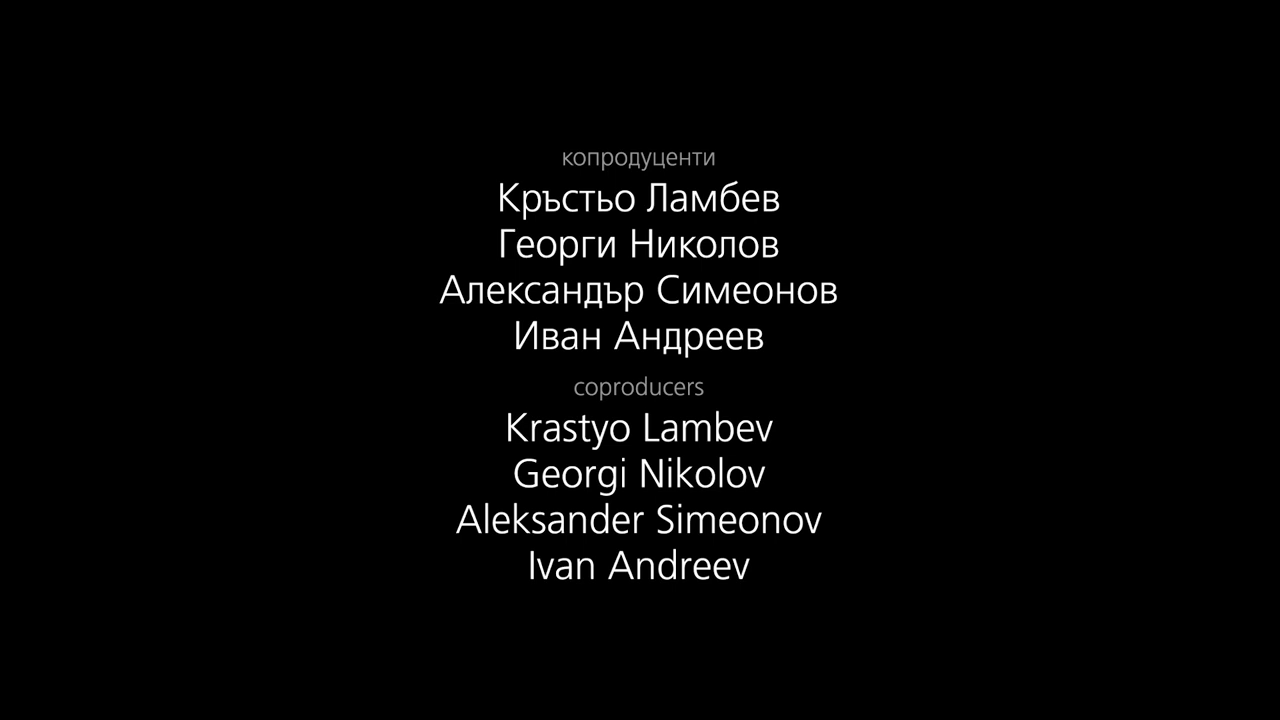 копродуценти
Кръстьо Ламбев
Георги Николов
Александър Симеонов
Иван Андреев
coproducers
Krastyo Lambev
Georgi Nikolov
Aleksander Simeonov
Ivan Andreev